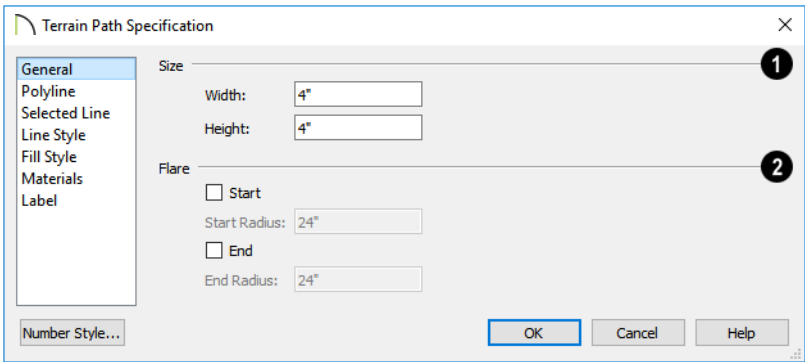 Terrain Path Specification
General
Polyline
Selected Line
Line Style
Fill Style
Materials
Label
Size
1
Width: 4"
Height: 4"
Flare
2
Start
Start Radius: 24"
End
End Radius: 24"
Number Style...
OK
Cancel
Help